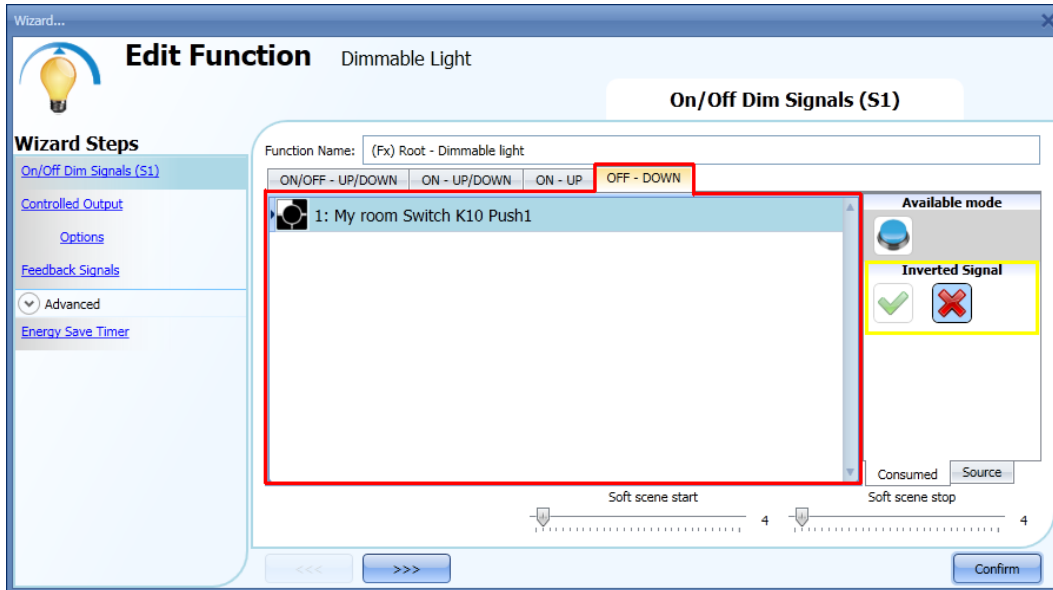 Wizard...
Edit Function Dimmable Light
On/Off Dim Signals (S1)
Wizard Steps
On/Off Dim Signals (S1)
Controlled Output
Options
Feedback Signals
Advanced
Energy Save Timer
Function Name: (Fx) Root - Dimmable light
ON/OFF - UP/DOWN ON - UP/DOWN ON - UP OFF - DOWN
1: My room Switch K10 Push1
Available mode
Inverted Signal
Consumed Source
Soft scene start Soft scene stop
4 4
<<< >>> Confirm